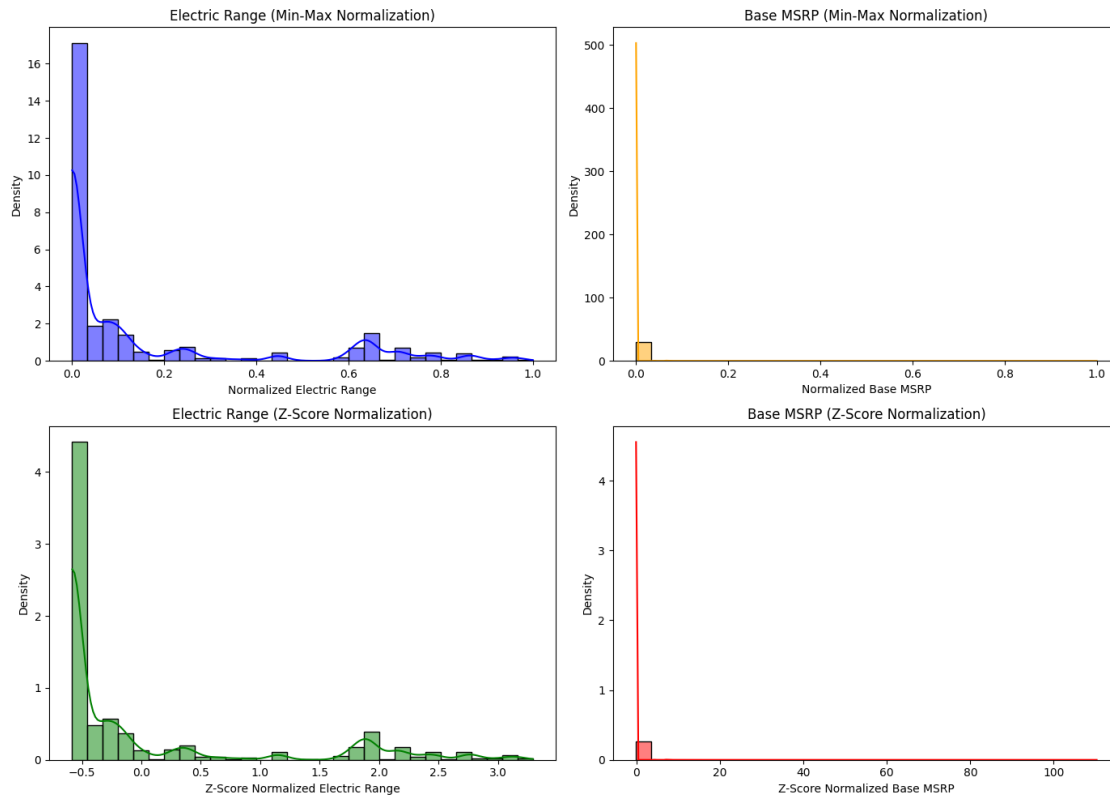 Electric Range (Min-Max Normalization)
16
14
12
10
8
6
4
2
0
Density
0.0 0.2 0.4 0.6 0.8 1.0
Normalized Electric Range
Base MSRP (Min-Max Normalization)
500
400
300
200
100
0
Density
0.0 0.2 0.4 0.6 0.8 1.0
Normalized Base MSRP
Electric Range (Z-Score Normalization)
4
3
2
1
0
Density
−0.5 0.0 0.5 1.0 1.5 2.0 2.5 3.0
Z-Score Normalized Electric Range
Base MSRP (Z-Score Normalization)
4
3
2
1
0
Density
0 20 40 60 80 100
Z-Score Normalized Base MSRP